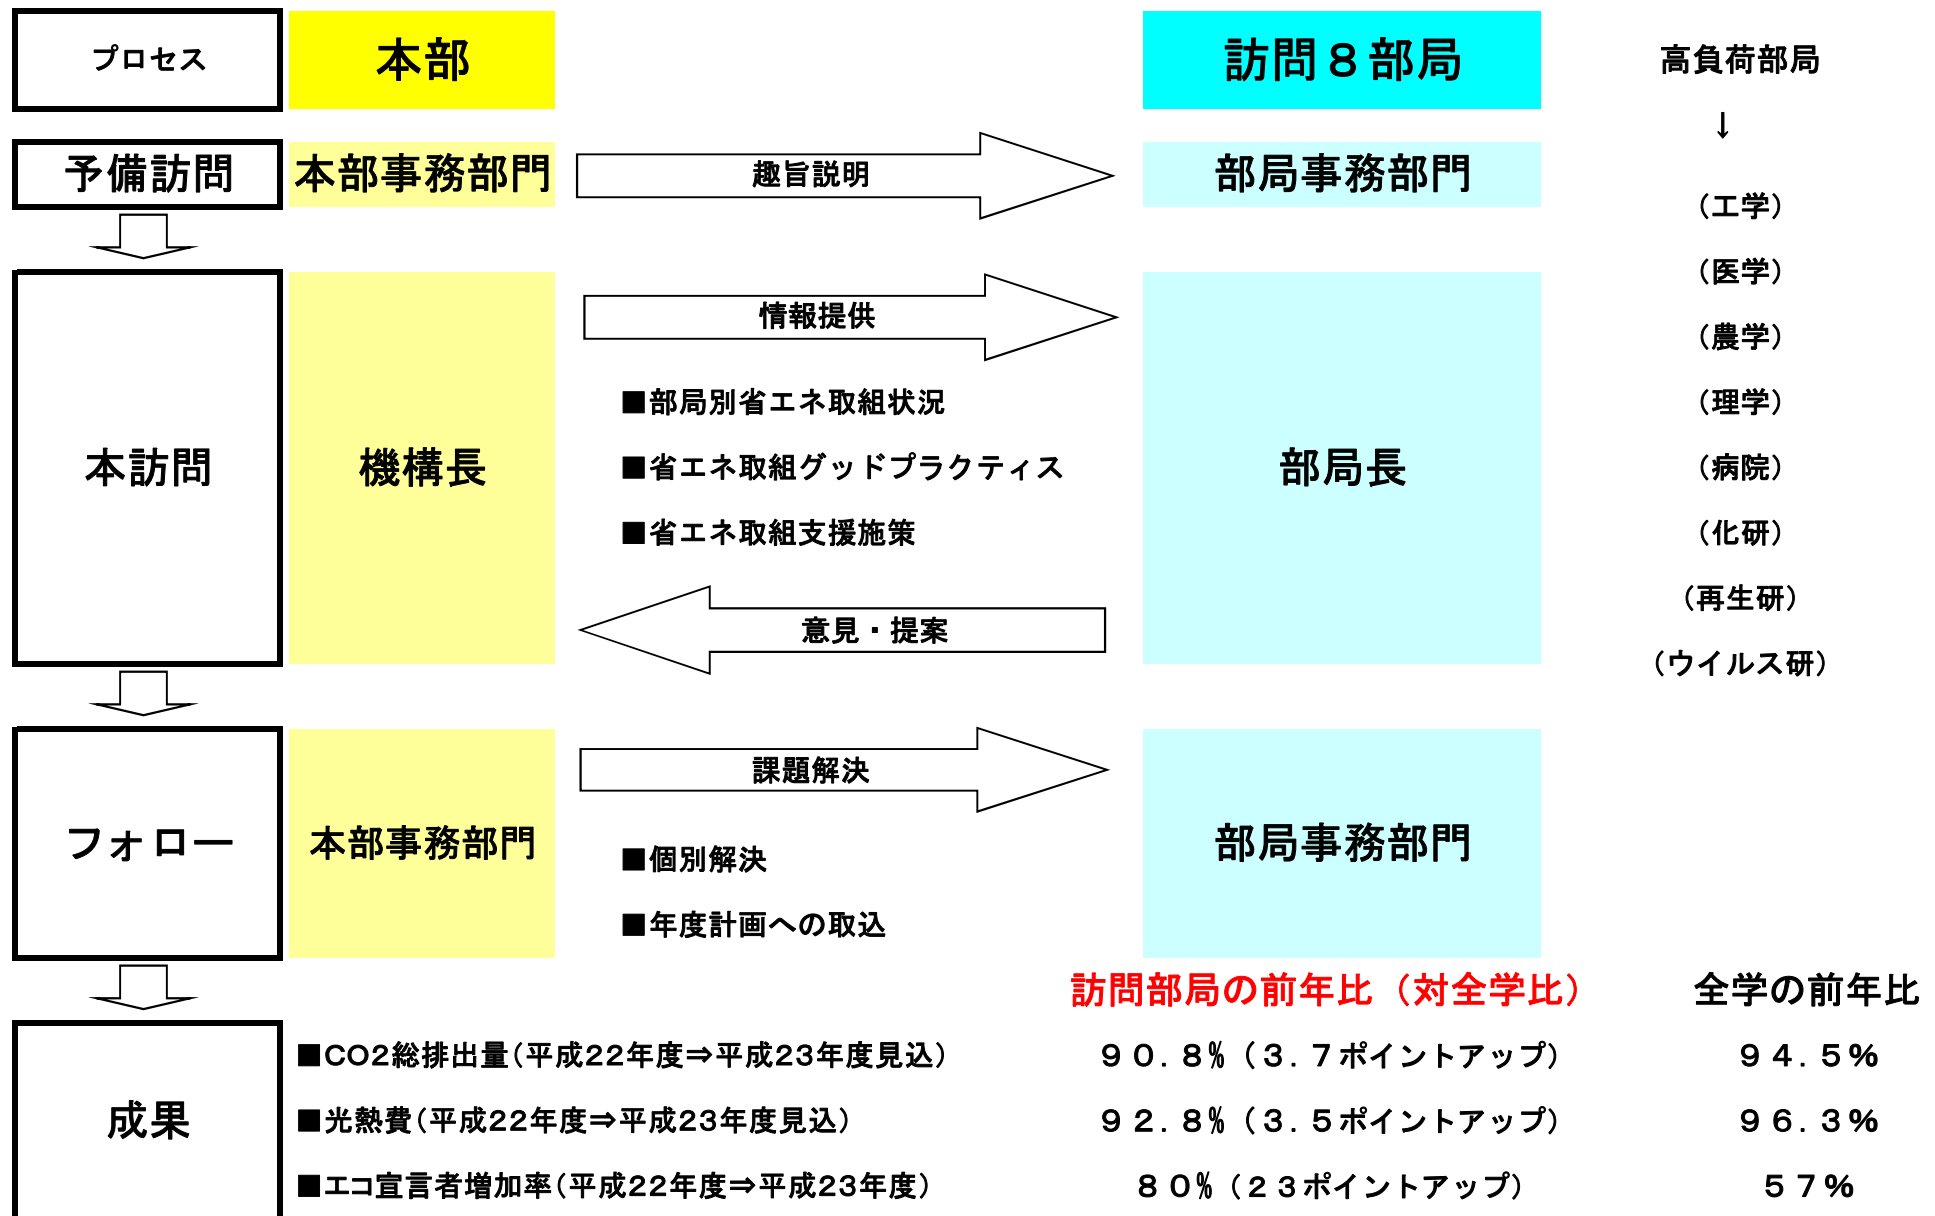 プロセス
本部
訪問８部局
高負荷部局
↓
予備訪問
本部事務部門
趣旨説明
部局事務部門
（工学）
（医学）
（農学）
（理学）
（病院）
（化研）
（再生研）
（ウイルス研）
本訪問
機構長
情報提供
■部局別省エネ取組状況
■省エネ取組グッドプラクティス
■省エネ取組支援施策
意見・提案
部局長
フォロー
本部事務部門
課題解決
■個別解決
■年度計画への取込
部局事務部門
訪問部局の前年比（対全学比）
全学の前年比
成果
■CO2総排出量（平成22年度⇒平成23年度見込） ９０．８％（３．７ポイントアップ） ９４．５％
■光熱費（平成22年度⇒平成23年度見込） ９２．８％（３．５ポイントアップ） ９６．３％
■エコ宣言者増加率（平成22年度⇒平成23年度） ８０％（２３ポイントアップ） ５７％